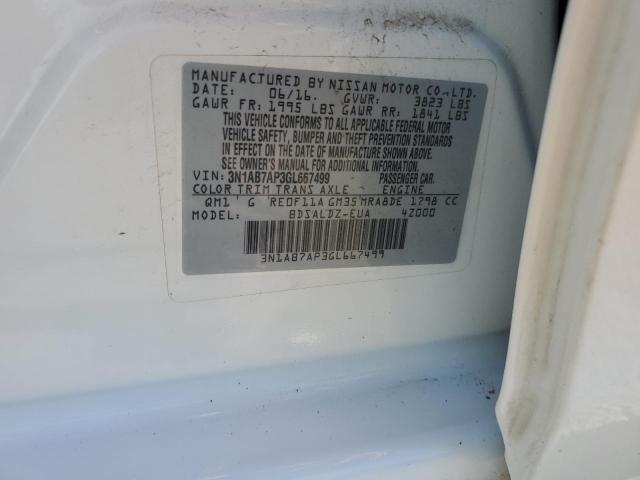 MANUFACTURED BY NISSAN MOTOR CO.,LTD.
DATE: 06/16. GVWR: 3823 LBS
GAWR FR: 1995 LBS GAWR RR: 1841 LBS
THIS VEHICLE CONFORMS TO ALL APPLICABLE FEDERAL MOTOR
VEHICLE SAFETY, BUMPER AND THEFT PREVENTION STANDARDS
IN EFFECT ON THE DATE OF MANUFACTURE SHOWN ABOVE.
SEE OWNER'S MANUAL FOR ADDITIONAL INFORMATION
VIN: 3N1AB7AP3GL667499 PASSENGER CAR.
COLOR TRIM TRANS AXLE ENGINE
QM1 G RE0F11A GM35 MRA8DE 1798 CC
BDSALDZ-EUA 4Z000
3N1AB7AP3GL667499